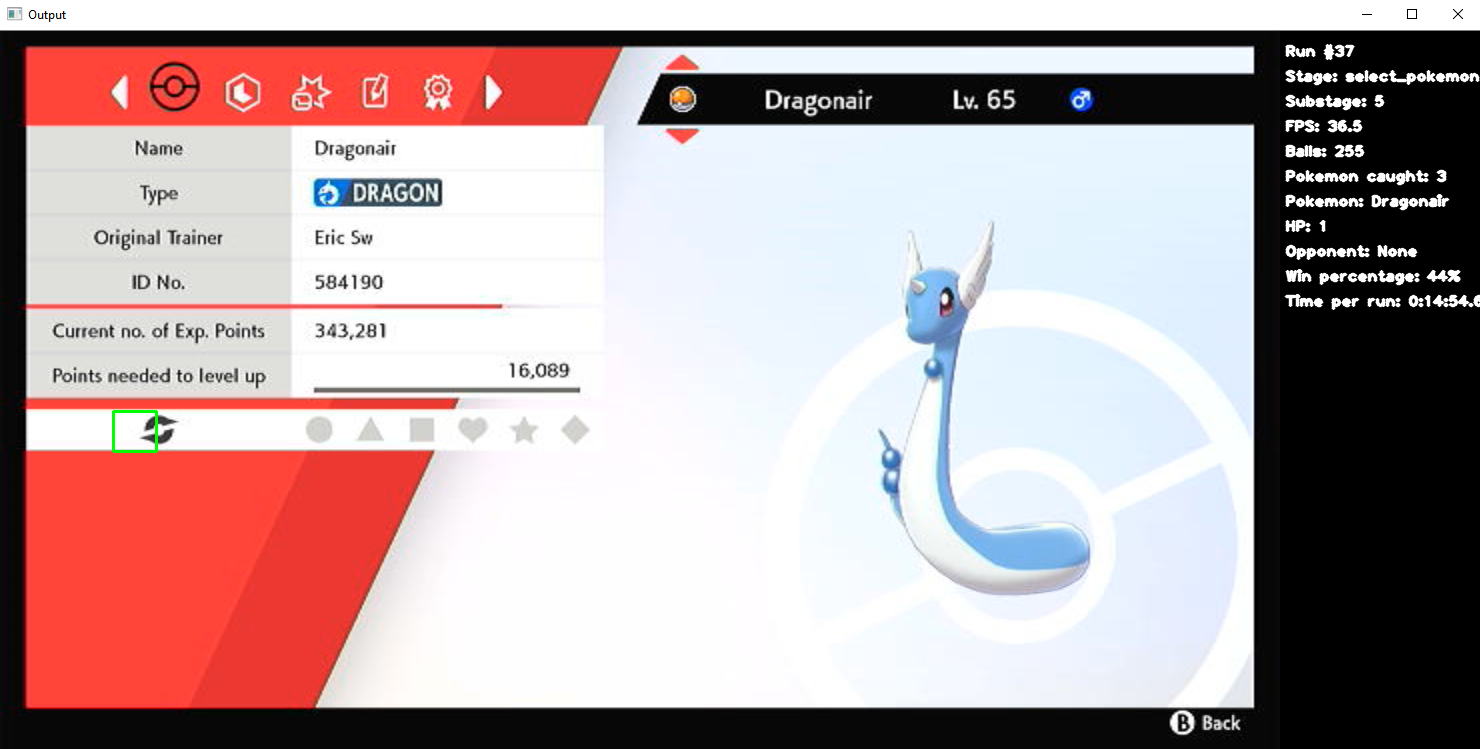 Output
Dragonair Lv. 65
Name Dragonair
Type DRAGON
Original Trainer Eric Sw
ID No. 584190
Current no. of Exp. Points 343,281
Points needed to level up 16,089
B Back
Run #37
Stage: select_pokemon
Substage: 5
FPS: 36.5
Balls: 255
Pokemon caught: 3
Pokemon: Dragonair
HP: 1
Opponent: None
Win percentage: 44%
Time per run: 0:14:54.6